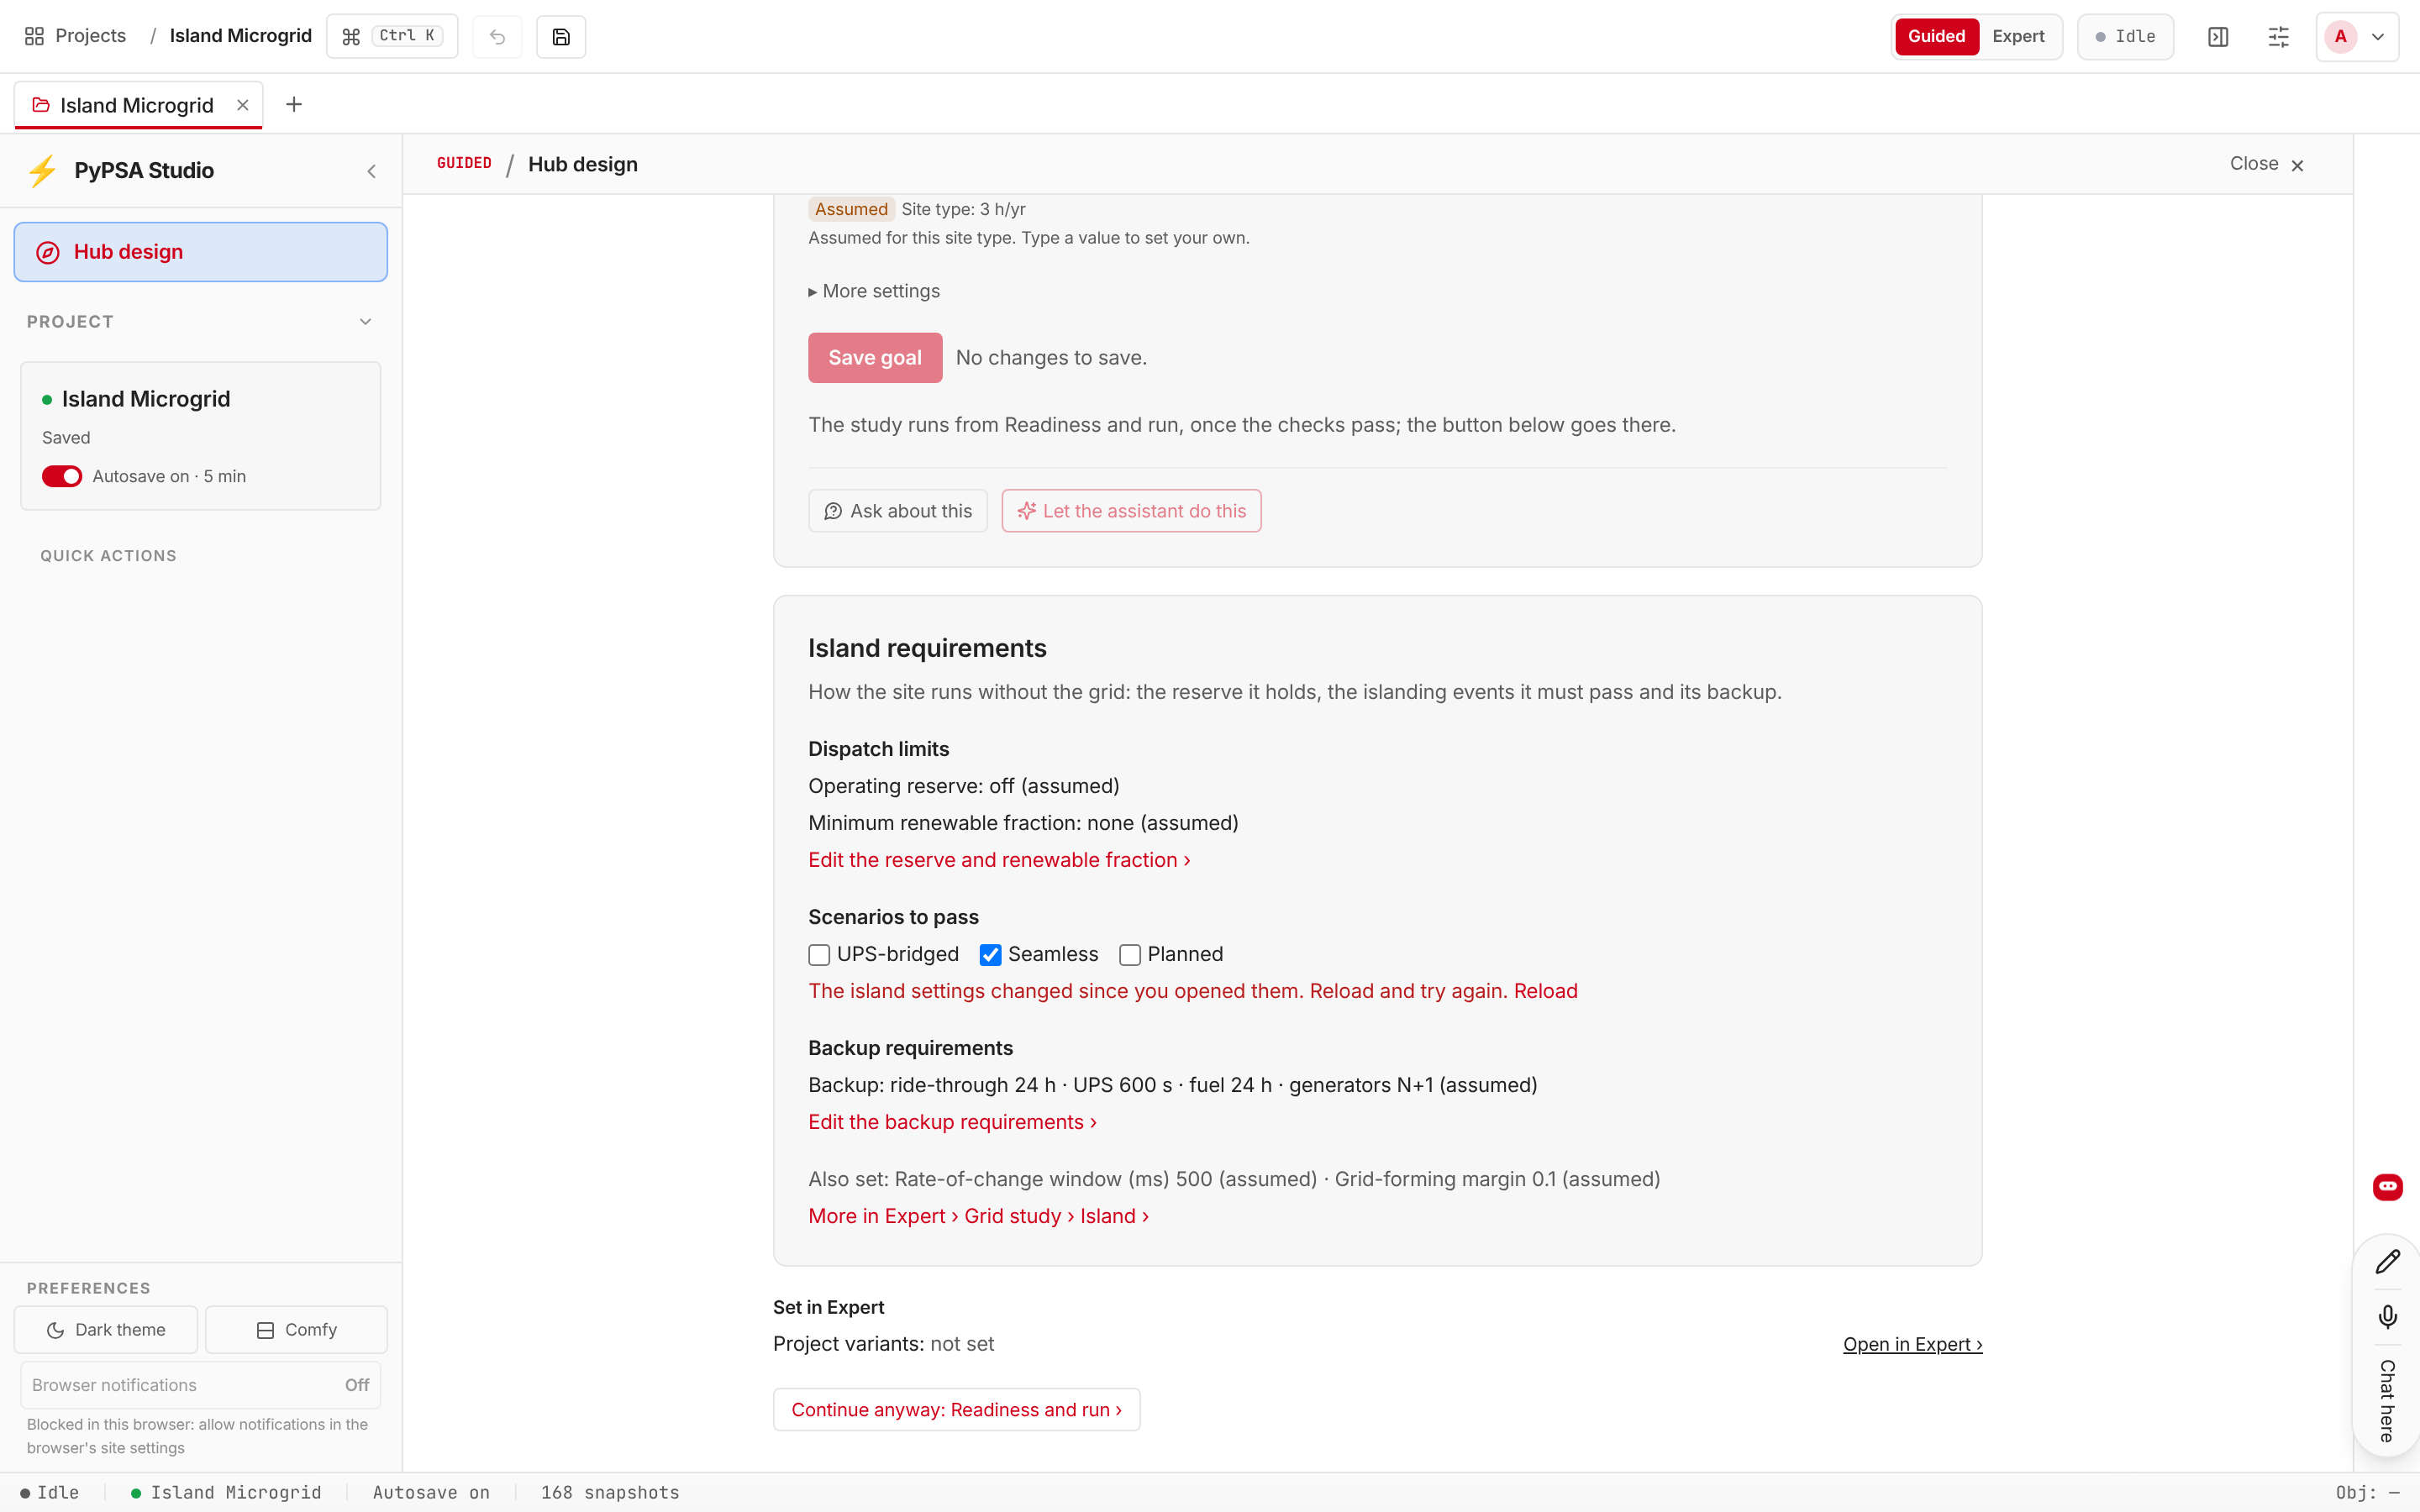 Projects / Island Microgrid
Ctrl K
Guided
Expert
Idle
A
Island Microgrid
PyPSA Studio
GUIDED / Hub design
Close
Hub design
PROJECT
Island Microgrid
Saved
Autosave on · 5 min
QUICK ACTIONS
Assumed Site type: 3 h/yr
Assumed for this site type. Type a value to set your own.
More settings
Save goal
No changes to save.
The study runs from Readiness and run, once the checks pass; the button below goes there.
Ask about this
Let the assistant do this
Island requirements
How the site runs without the grid: the reserve it holds, the islanding events it must pass and its backup.
Dispatch limits
Operating reserve: off (assumed)
Minimum renewable fraction: none (assumed)
Edit the reserve and renewable fraction ›
Scenarios to pass
UPS-bridged
Seamless
Planned
The island settings changed since you opened them. Reload and try again. Reload
Backup requirements
Backup: ride-through 24 h · UPS 600 s · fuel 24 h · generators N+1 (assumed)
Edit the backup requirements ›
Also set: Rate-of-change window (ms) 500 (assumed) · Grid-forming margin 0.1 (assumed)
More in Expert › Grid study › Island ›
Set in Expert
Project variants: not set
Open in Expert ›
Continue anyway: Readiness and run ›
PREFERENCES
Dark theme
Comfy
Browser notifications
Off
Blocked in this browser: allow notifications in the
browser's site settings
Chat here
Idle
Island Microgrid
Autosave on
168 snapshots
Obj: —